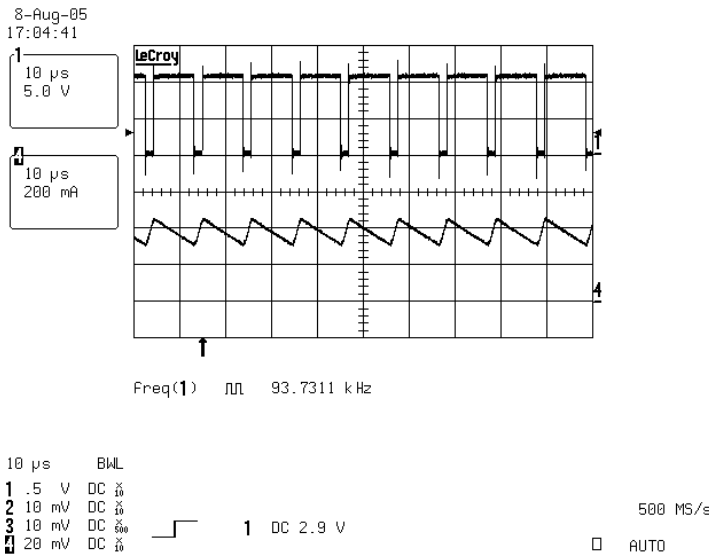 8-Aug-05
17:04:41
1
10 µs
5.0 V
4
10 µs
200 mA
LeCroy
1
4
Freq(1) 93.7311 kHz
10 µs BWL
1 .5 V DC X10
2 10 mV DC X10
3 10 mV DC X500
4 20 mV DC X10
1 DC 2.9 V
500 MS/s
AUTO